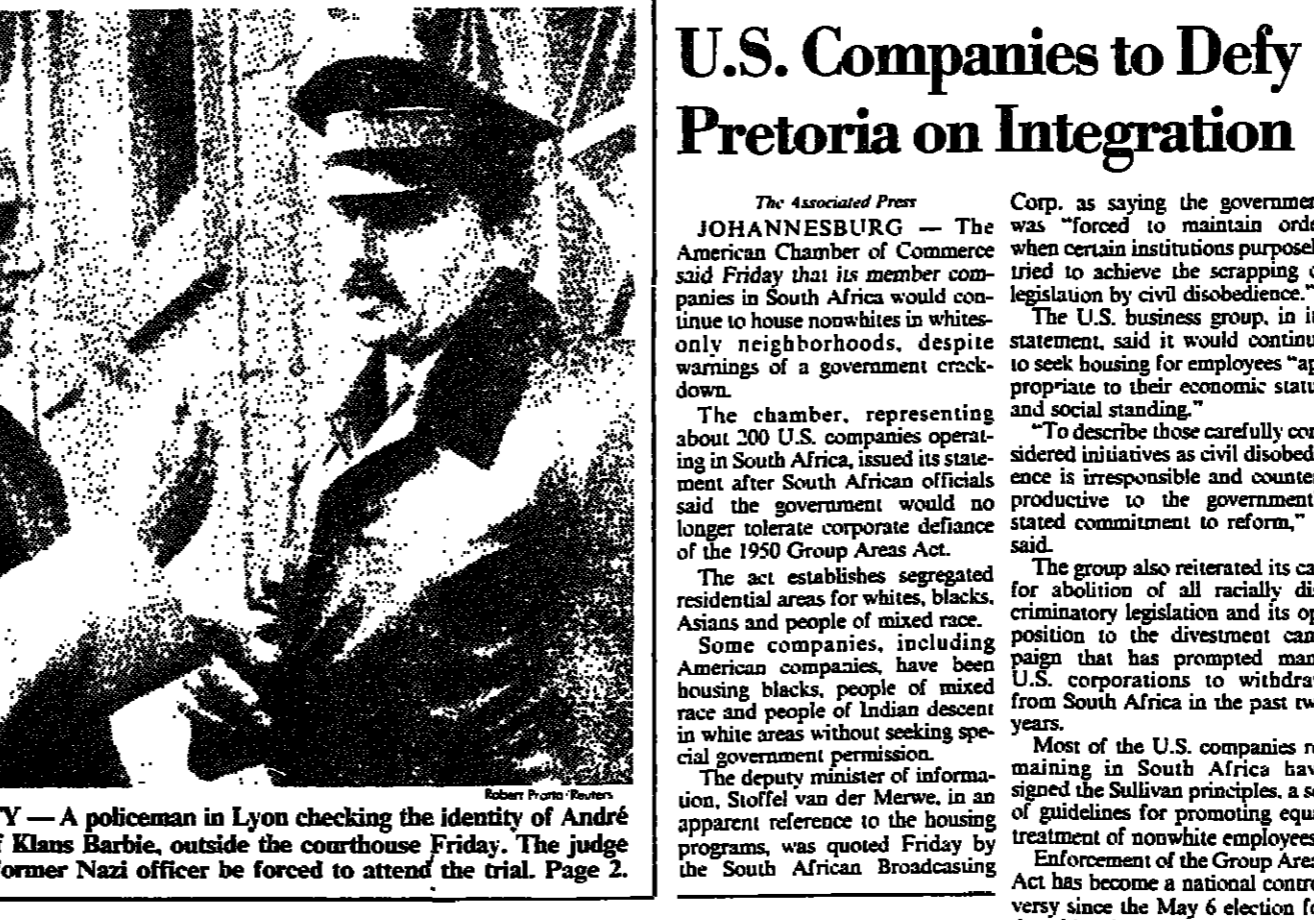 Robert Pratta/Reuters
TY — A policeman in Lyon checking the identity of André
f Klaus Barbie, outside the courthouse Friday. The judge
ormer Nazi officer be forced to attend the trial. Page 2.
U.S. Companies to Defy
Pretoria on Integration
The Associated Press
JOHANNESBURG — The
American Chamber of Commerce
said Friday that its member com-
panies in South Africa would con-
tinue to house nonwhites in whites-
only neighborhoods, despite
warnings of a government crack-
down.
The chamber, representing
about 200 U.S. companies operat-
ing in South Africa, issued its state-
ment after South African officials
said the government would no
longer tolerate corporate defiance
of the 1950 Group Areas Act.
The act establishes segregated
residential areas for whites, blacks,
Asians and people of mixed race.
Some companies, including
American companies, have been
housing blacks, people of mixed
race and people of Indian descent
in white areas without seeking spe-
cial government permission.
The deputy minister of informa-
tion, Stoffel van der Merwe, in an
apparent reference to the housing
programs, was quoted Friday by
the South African Broadcasting
Corp. as saying the governmen
was "forced to maintain orde
when certain institutions purposel
tried to achieve the scrapping o
legislation by civil disobedience."
The U.S. business group, in it
statement, said it would continu
to seek housing for employees "ap
propriate to their economic statu
and social standing."
"To describe those carefully con
sidered initiatives as civil disobed
ence is irresponsible and counter
productive to the government
stated commitment to reform,"
said.
The group also reiterated its ca
for abolition of all racially dis
criminatory legislation and its op
position to the divestment cam
paign that has prompted man
U.S. corporations to withdra
from South Africa in the past tw
years.
Most of the U.S. companies re
maining in South Africa hav
signed the Sullivan principles, a se
of guidelines for promoting equa
treatment of nonwhite employees
Enforcement of the Group Area
Act has become a national contro
versy since the May 6 election fo